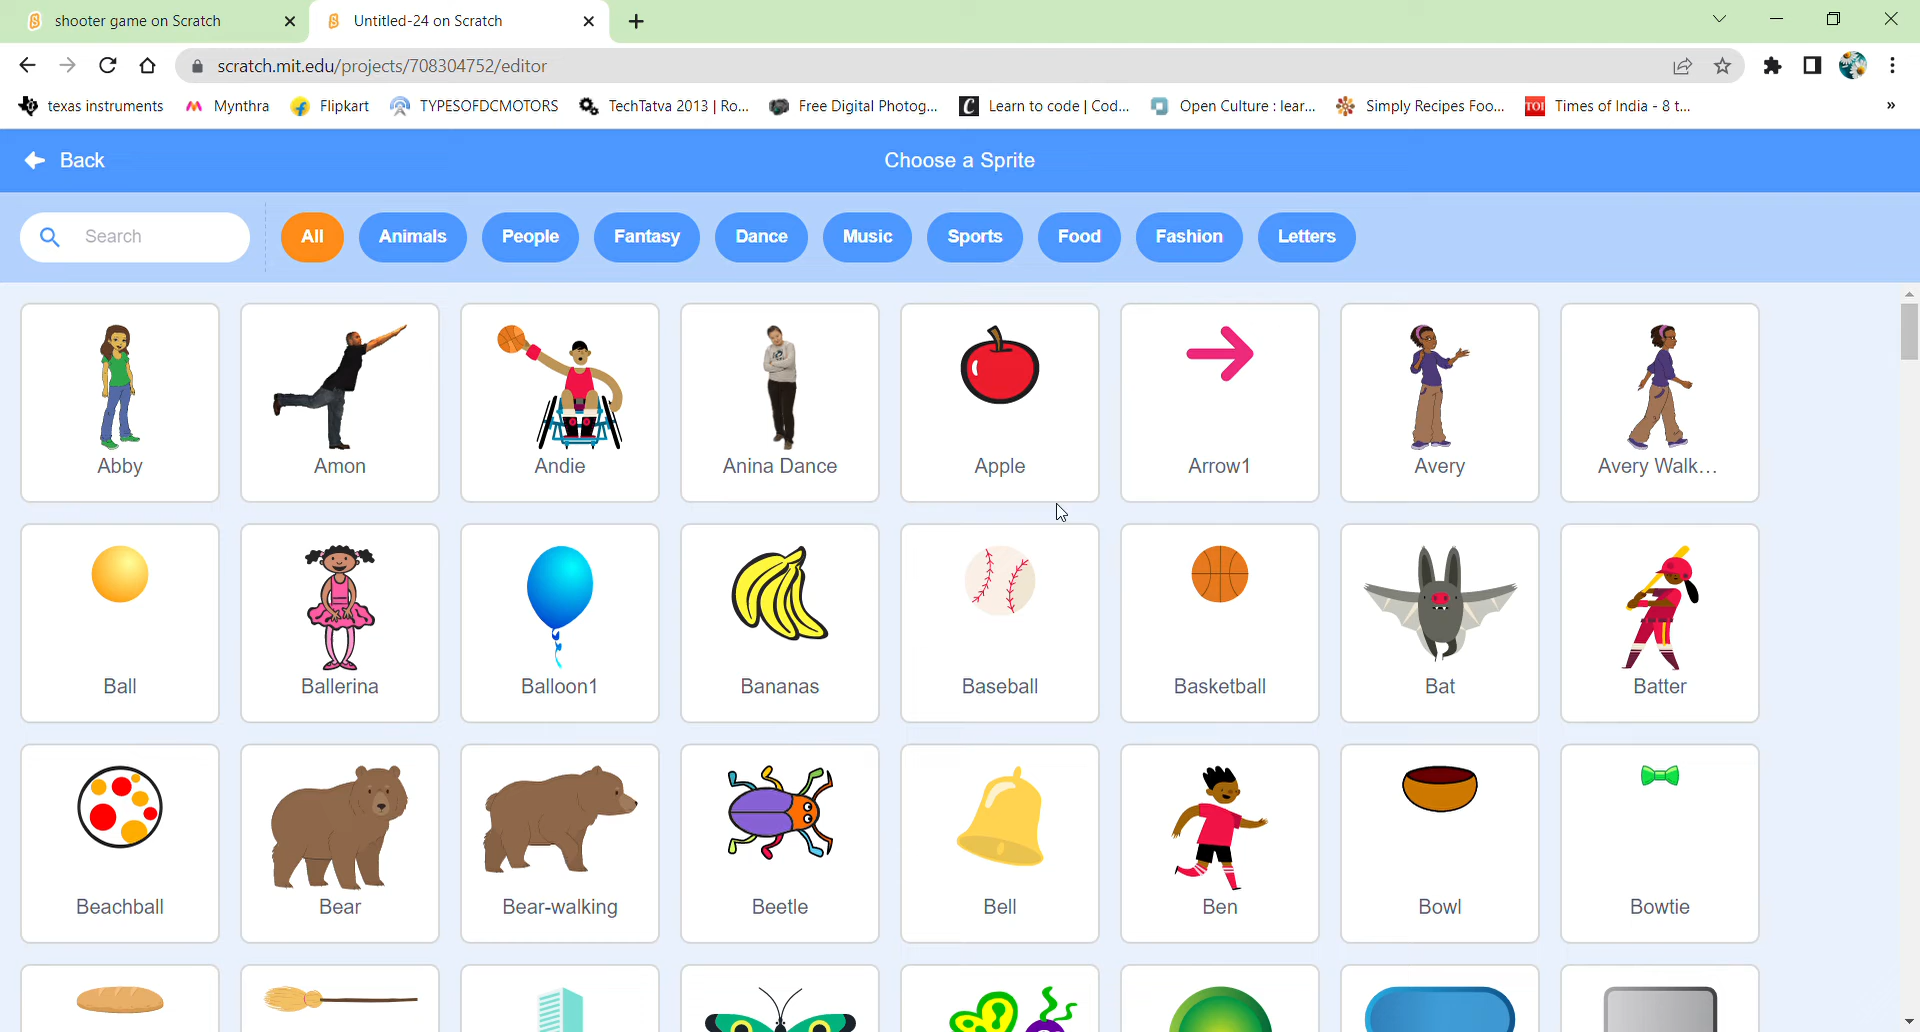 shooter game on Scratch
Untitled-24 on Scratch
scratch.mit.edu/projects/708304752/editor
texas instruments
Mynthra
Flipkart
TYPESOFDCMOTORS
TechTatva 2013 | Ro...
Free Digital Photog...
Learn to code | Cod...
Open Culture : lear...
Simply Recipes Foo...
TOI
Times of India - 8 t...
Back
Choose a Sprite
Search
All
Animals
People
Fantasy
Dance
Music
Sports
Food
Fashion
Letters
Abby
Amon
Andie
Anina Dance
Apple
Arrow1
Avery
Avery Walk...
Ball
Ballerina
Balloon1
Bananas
Baseball
Basketball
Bat
Batter
Beachball
Bear
Bear-walking
Beetle
Bell
Ben
Bowl
Bowtie